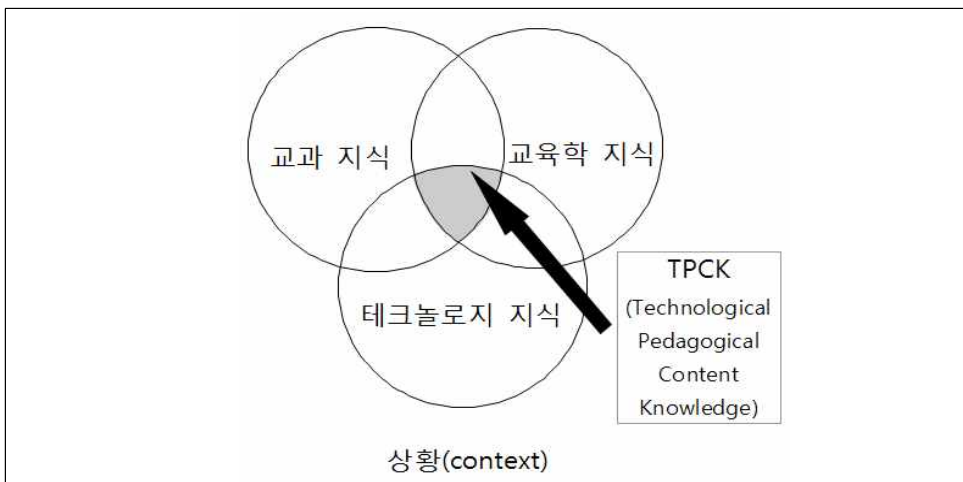 교과 지식
교육학 지식
테크놀로지 지식
TPCK
(Technological
Pedagogical
Content
Knowledge)
상황(context)